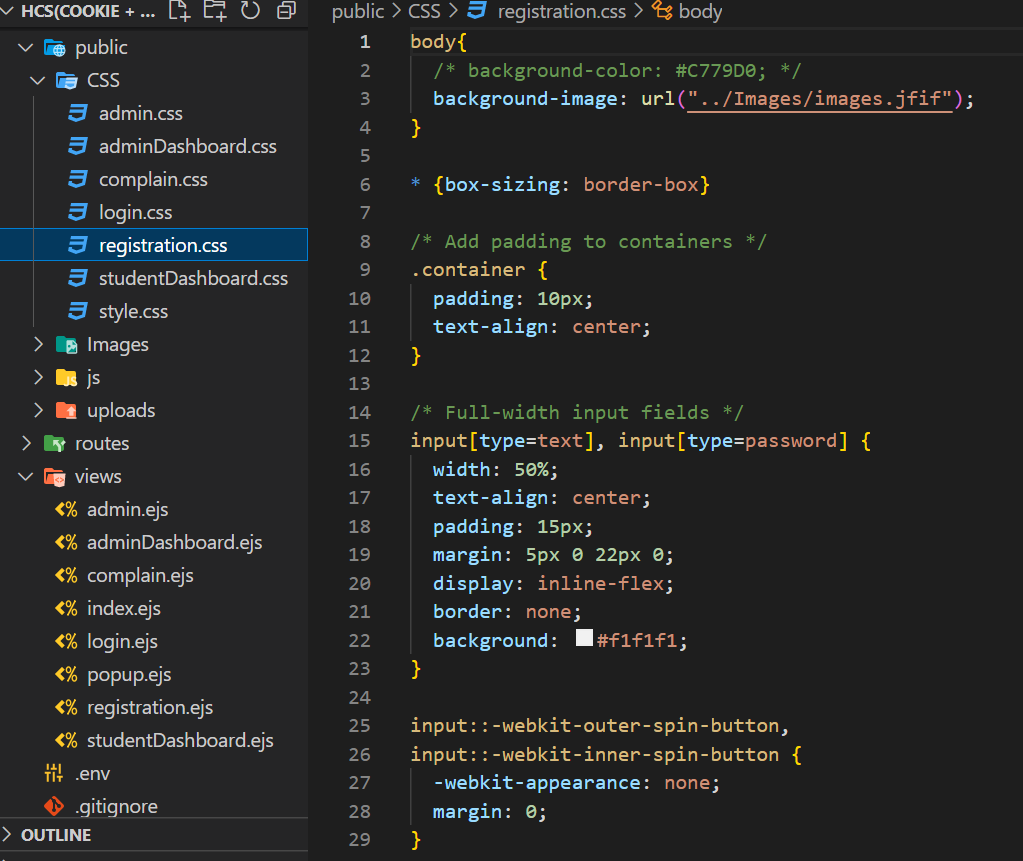 HCS(COOKIE + ...
public
CSS
admin.css
adminDashboard.css
complain.css
login.css
registration.css
studentDashboard.css
style.css
Images
js
uploads
routes
views
admin.ejs
adminDashboard.ejs
complain.ejs
index.ejs
login.ejs
popup.ejs
registration.ejs
studentDashboard.ejs
.env
.gitignore
OUTLINE
public > CSS > registration.css > body
1 body{
2 /* background-color: #C779D0; */
3 background-image: url("../Images/images.jfif");
4 }
5
6 * {box-sizing: border-box}
7
8 /* Add padding to containers */
9 .container {
10 padding: 10px;
11 text-align: center;
12 }
13
14 /* Full-width input fields */
15 input[type=text], input[type=password] {
16 width: 50%;
17 text-align: center;
18 padding: 15px;
19 margin: 5px 0 22px 0;
20 display: inline-flex;
21 border: none;
22 background: #f1f1f1;
23 }
24
25 input::-webkit-outer-spin-button,
26 input::-webkit-inner-spin-button {
27 -webkit-appearance: none;
28 margin: 0;
29 }